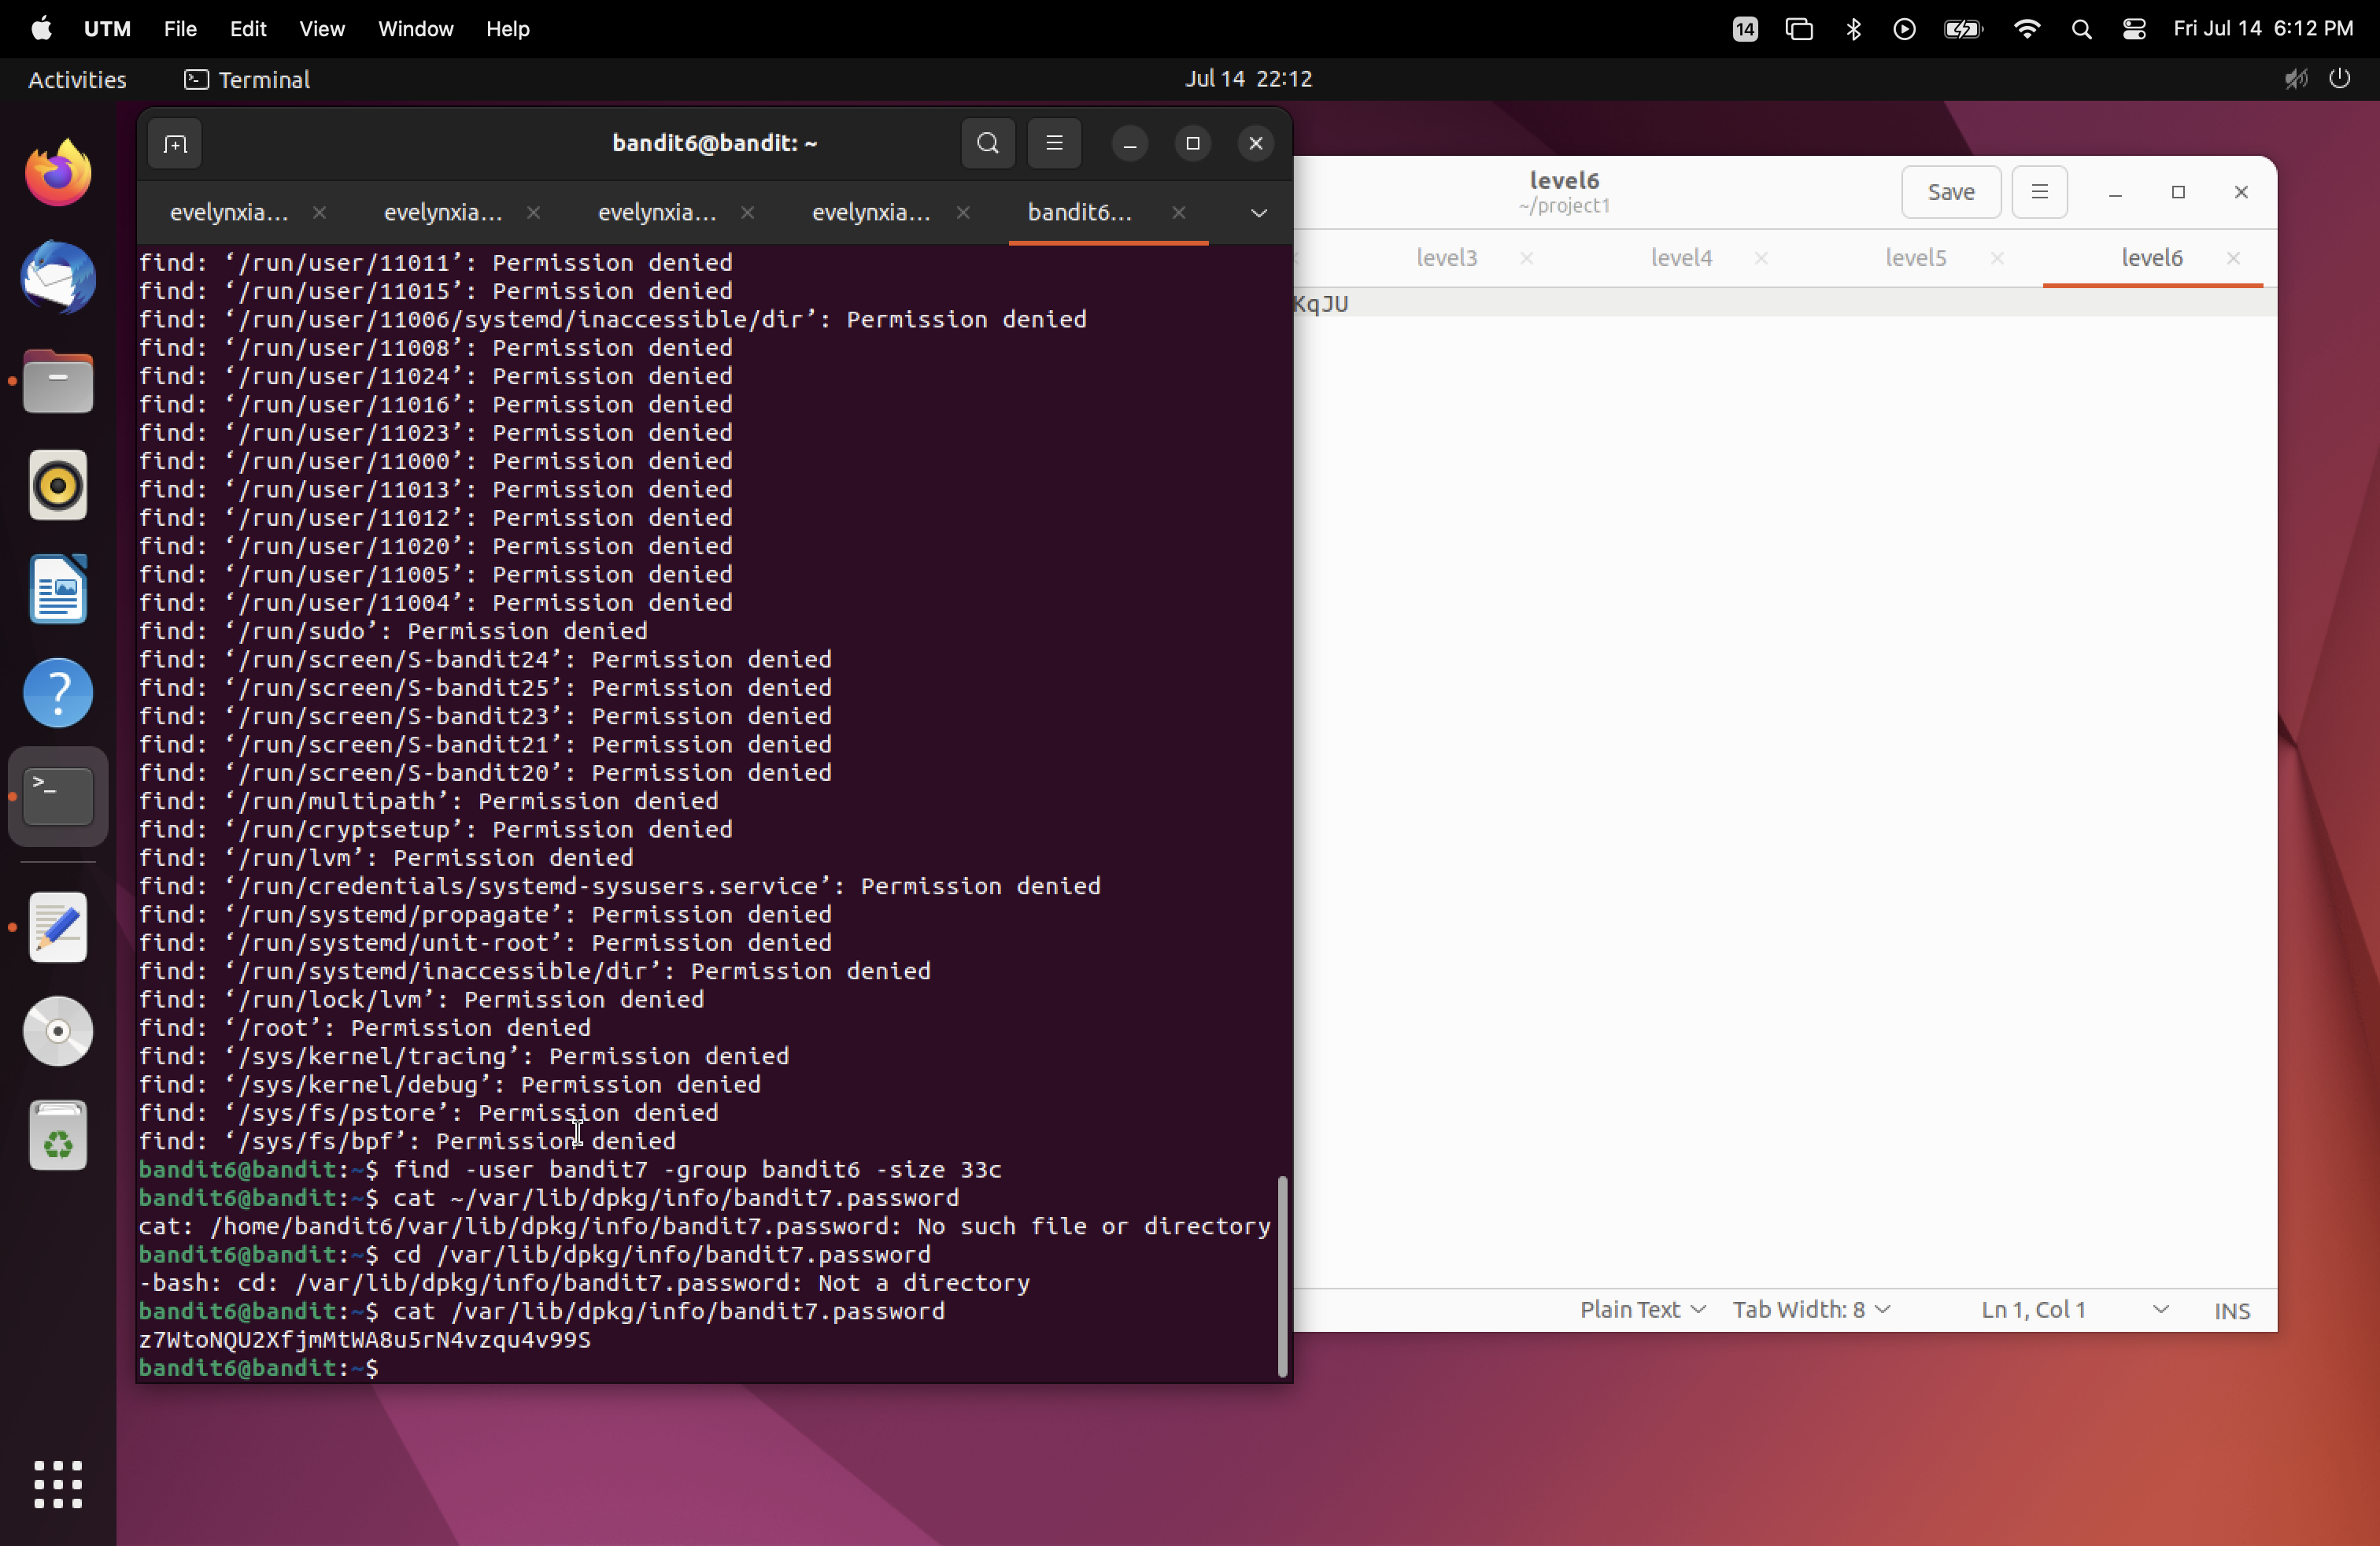 UTM File Edit View Window Help 14 Fri Jul 14 6:12 PM
Activities Terminal Jul 14 22:12
bandit6@bandit: ~
evelynxia... evelynxia... evelynxia... evelynxia... bandit6...
find: ‘/run/user/11011’: Permission denied
find: ‘/run/user/11015’: Permission denied
find: ‘/run/user/11006/systemd/inaccessible/dir’: Permission denied
find: ‘/run/user/11008’: Permission denied
find: ‘/run/user/11024’: Permission denied
find: ‘/run/user/11016’: Permission denied
find: ‘/run/user/11023’: Permission denied
find: ‘/run/user/11000’: Permission denied
find: ‘/run/user/11013’: Permission denied
find: ‘/run/user/11012’: Permission denied
find: ‘/run/user/11020’: Permission denied
find: ‘/run/user/11005’: Permission denied
find: ‘/run/user/11004’: Permission denied
find: ‘/run/sudo’: Permission denied
find: ‘/run/screen/S-bandit24’: Permission denied
find: ‘/run/screen/S-bandit25’: Permission denied
find: ‘/run/screen/S-bandit23’: Permission denied
find: ‘/run/screen/S-bandit21’: Permission denied
find: ‘/run/screen/S-bandit20’: Permission denied
find: ‘/run/multipath’: Permission denied
find: ‘/run/cryptsetup’: Permission denied
find: ‘/run/lvm’: Permission denied
find: ‘/run/credentials/systemd-sysusers.service’: Permission denied
find: ‘/run/systemd/propagate’: Permission denied
find: ‘/run/systemd/unit-root’: Permission denied
find: ‘/run/systemd/inaccessible/dir’: Permission denied
find: ‘/run/lock/lvm’: Permission denied
find: ‘/root’: Permission denied
find: ‘/sys/kernel/tracing’: Permission denied
find: ‘/sys/kernel/debug’: Permission denied
find: ‘/sys/fs/pstore’: Permission denied
find: ‘/sys/fs/bpf’: Permission denied
bandit6@bandit:~$ find -user bandit7 -group bandit6 -size 33c
bandit6@bandit:~$ cat ~/var/lib/dpkg/info/bandit7.password
cat: /home/bandit6/var/lib/dpkg/info/bandit7.password: No such file or directory
bandit6@bandit:~$ cd /var/lib/dpkg/info/bandit7.password
-bash: cd: /var/lib/dpkg/info/bandit7.password: Not a directory
bandit6@bandit:~$ cat /var/lib/dpkg/info/bandit7.password
z7WtoNQU2XfjmMtWA8u5rN4vzqu4v99S
bandit6@bandit:~$
level6
~/project1
Save
level3 level4 level5 level6
KqJU
Plain Text Tab Width: 8 Ln 1, Col 1 INS